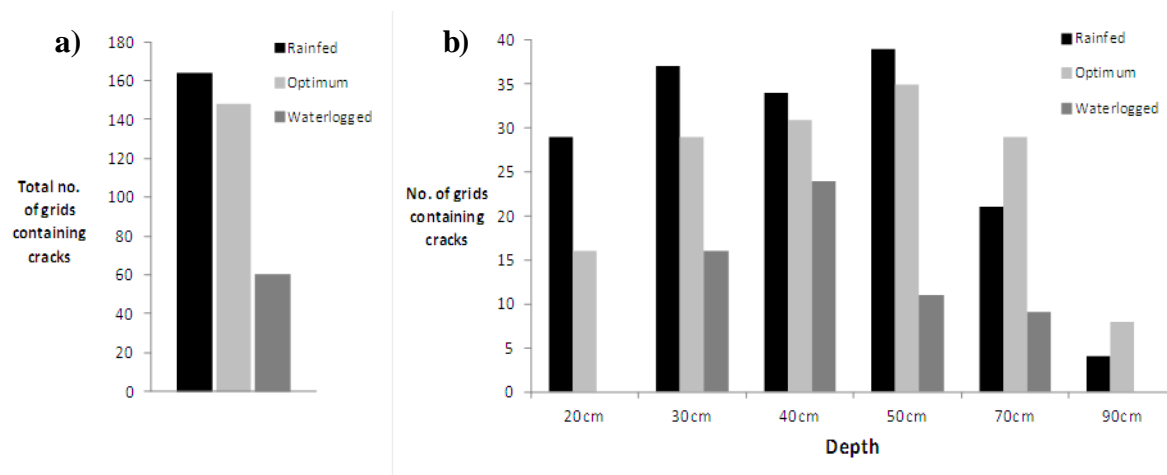 a)
180
160
140
120
100
80
60
40
20
0
Total no.
of grids
containing
cracks
Rainfed
Optimum
Waterlogged
b)
40
35
30
25
20
15
10
5
0
No. of grids
containing
cracks
Rainfed
Optimum
Waterlogged
20cm 30cm 40cm 50cm 70cm 90cm
Depth